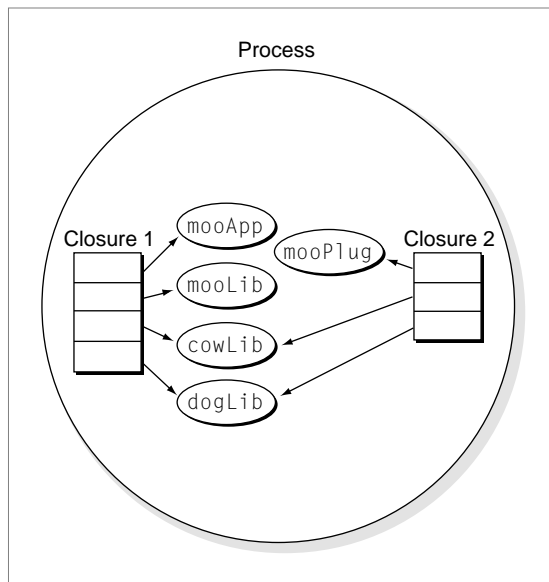 Process
mooApp
Closure 1
mooPlug
Closure 2
mooLib
cowLib
dogLib